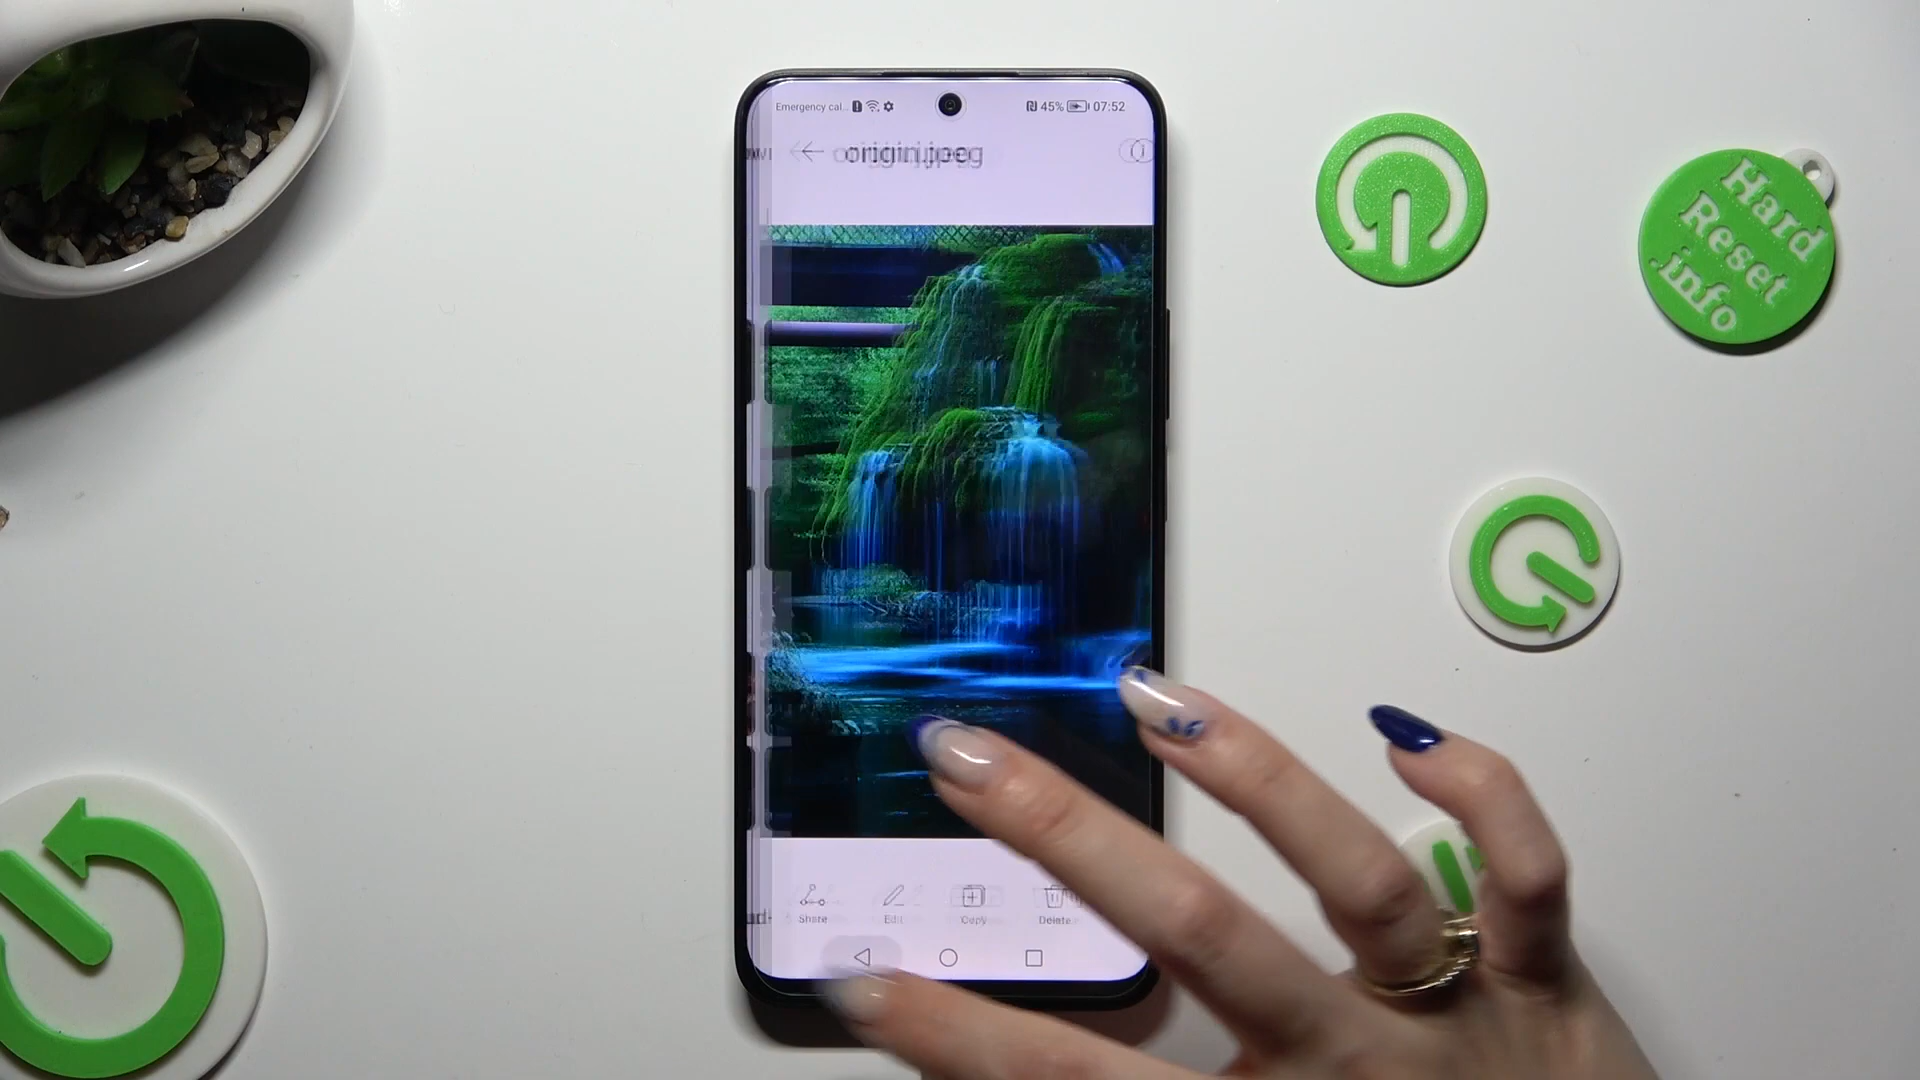 Emergency cal..
45% 07:52
origin.jpeg
Share Edit Copy Delete
Hard
Reset
.info